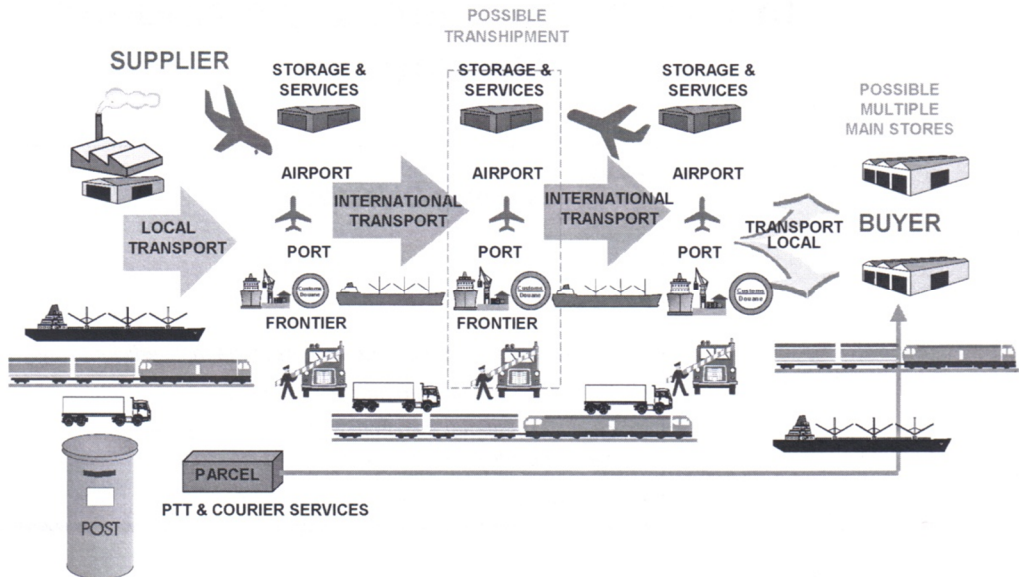 POSSIBLE
TRANSHIPMENT
SUPPLIER
STORAGE &
SERVICES
STORAGE &
SERVICES
STORAGE &
SERVICES
POSSIBLE
MULTIPLE
MAIN STORES
AIRPORT
AIRPORT
AIRPORT
LOCAL
TRANSPORT
INTERNATIONAL
TRANSPORT
INTERNATIONAL
TRANSPORT
TRANSPORT
LOCAL
BUYER
PORT
PORT
PORT
Customs
Douane
Customs
Douane
Customs
Douane
FRONTIER
FRONTIER
PARCEL
PTT & COURIER SERVICES
POST